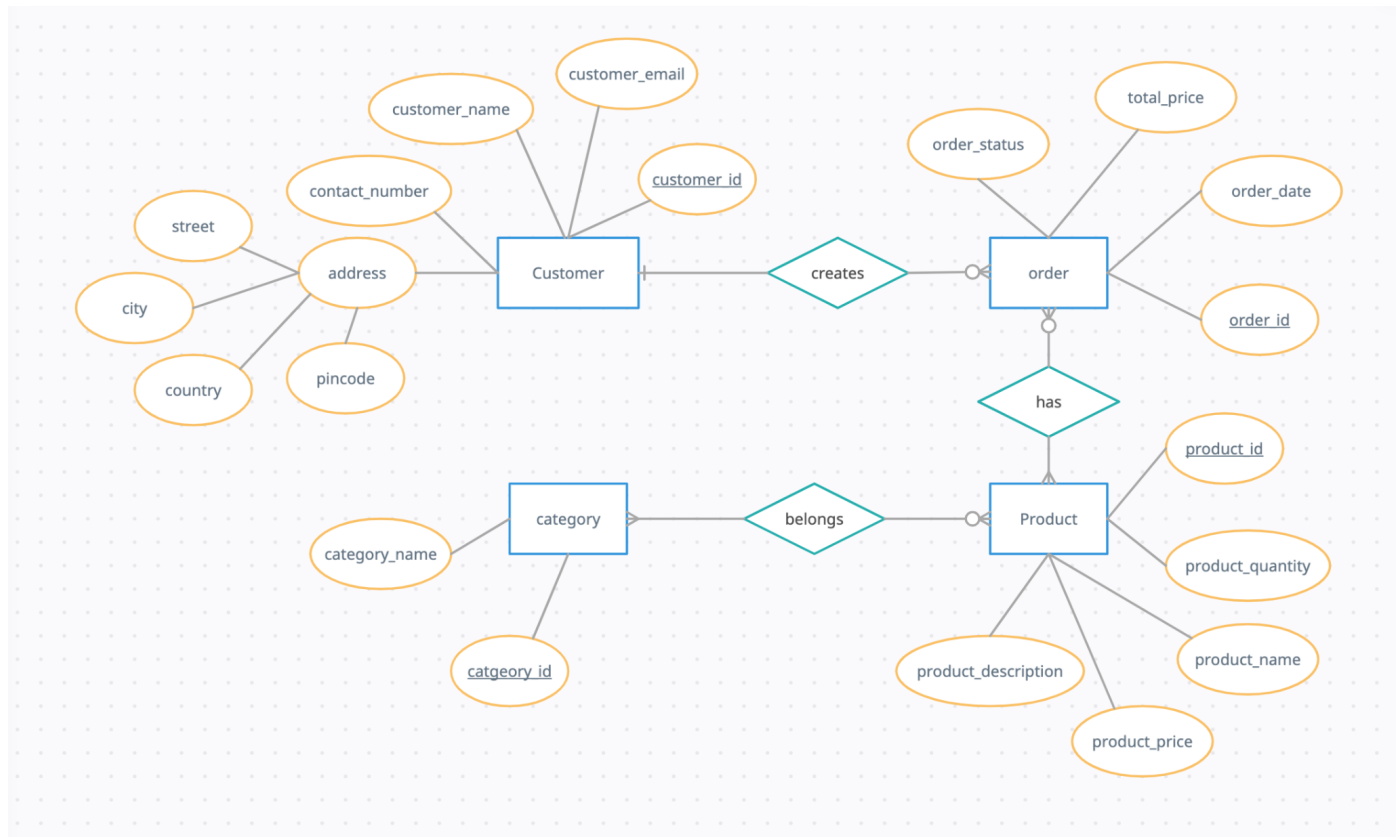 customer_email
total_price
customer_name
order_status
customer_id
contact_number
order_date
street
address
Customer
creates
order
city
order_id
pincode
country
has
product_id
category
belongs
Product
category_name
product_quantity
product_name
catgeory_id
product_description
product_price